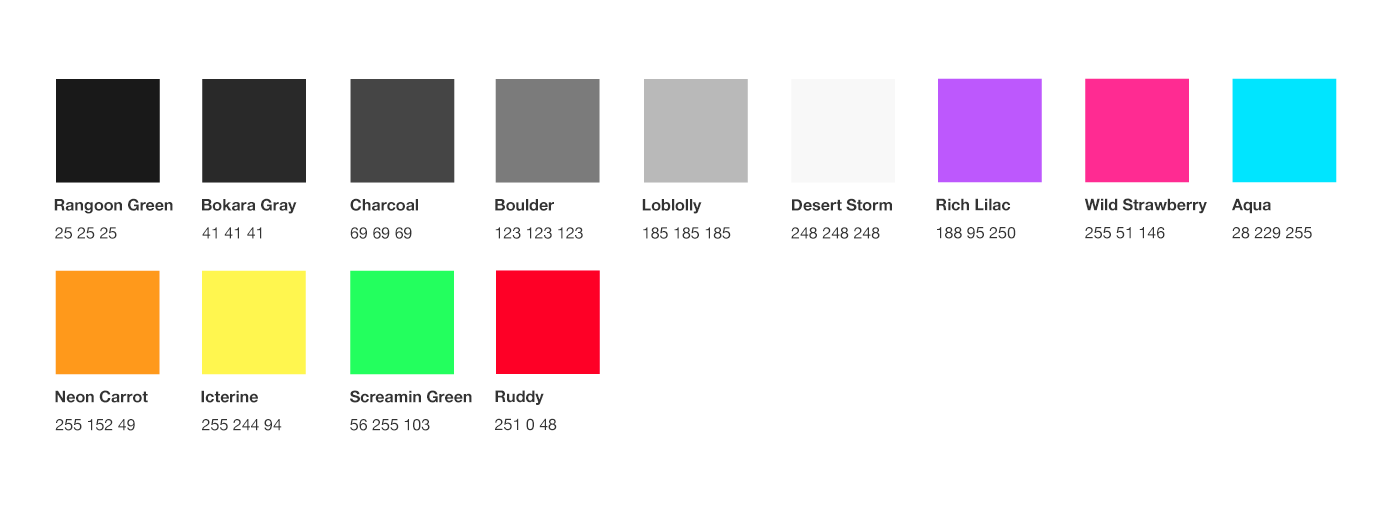 Rangoon Green
25 25 25
Bokara Gray
41 41 41
Charcoal
69 69 69
Boulder
123 123 123
Loblolly
185 185 185
Desert Storm
248 248 248
Rich Lilac
188 95 250
Wild Strawberry
255 51 146
Aqua
28 229 255
Neon Carrot
255 152 49
Icterine
255 244 94
Screamin Green
56 255 103
Ruddy
251 0 48